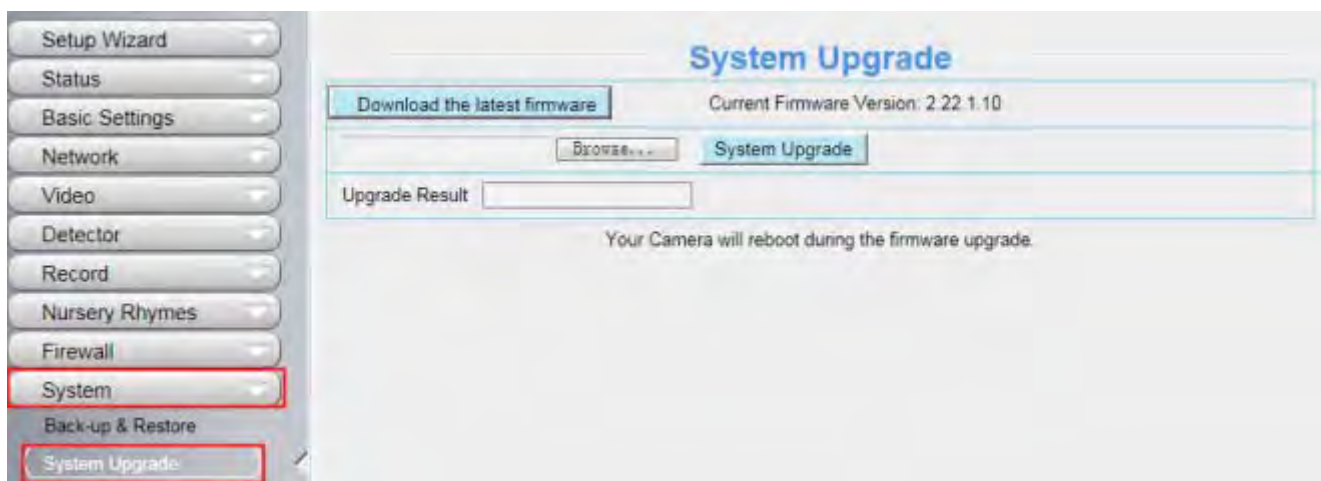 Setup Wizard
Status
Basic Settings
Network
Video
Detector
Record
Nursery Rhymes
Firewall
System
Back-up & Restore
System Upgrade
System Upgrade
Download the latest firmware
Current Firmware Version: 2.22.1.10
Browse...
System Upgrade
Upgrade Result
Your Camera will reboot during the firmware upgrade.